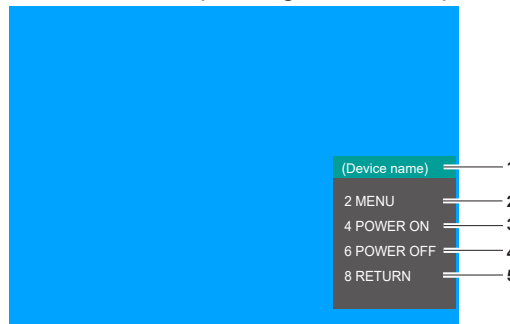 (Device name) 1
2 MENU 2
4 POWER ON 3
6 POWER OFF 4
8 RETURN 5